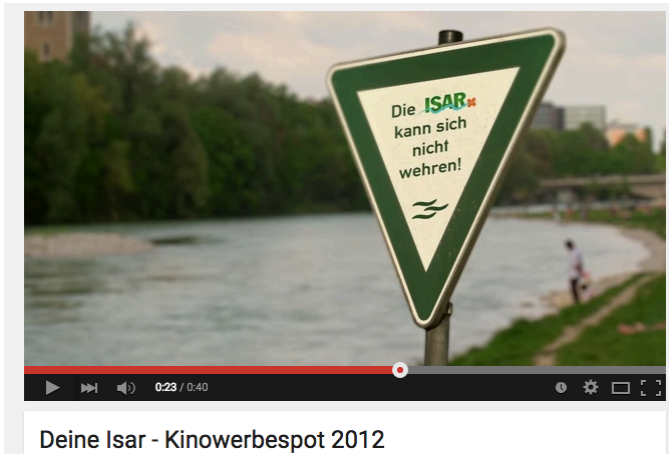 Die ISAR
kann sich
nicht
wehren!
0:23 / 0:40
Deine Isar - Kinowerbespot 2012